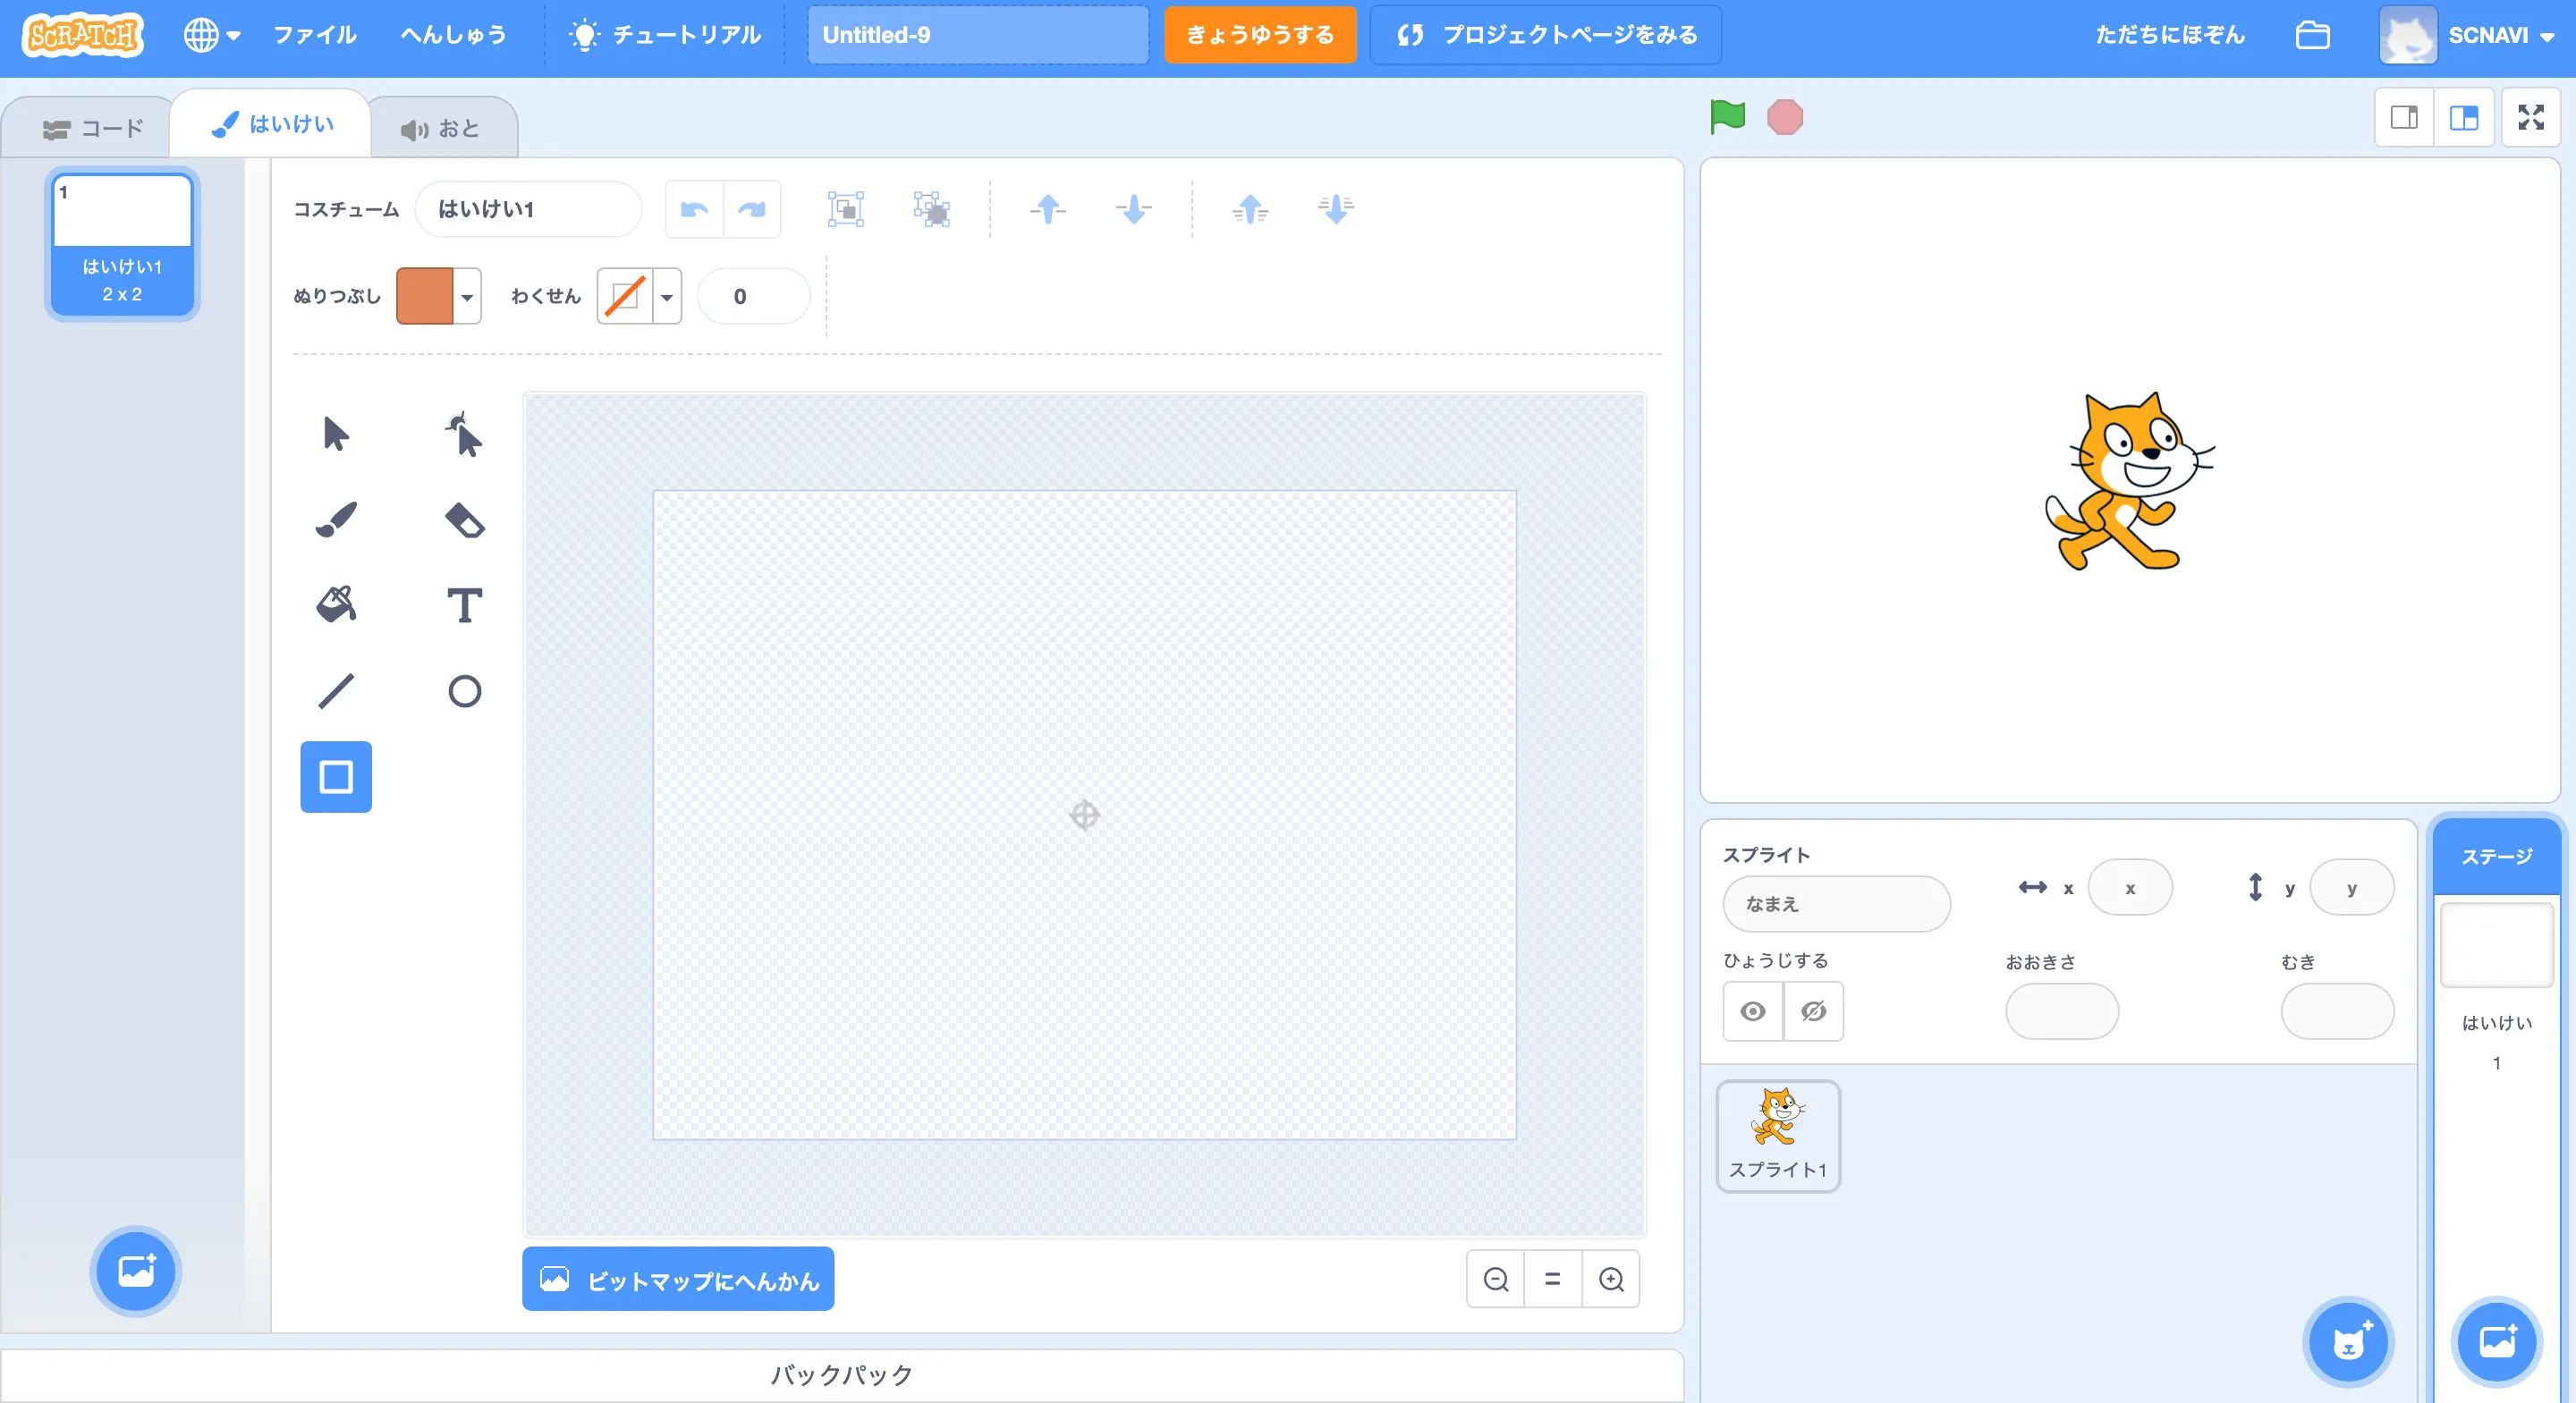 SCRATCH
ファイル
へんしゅう
チュートリアル
Untitled-9
きょうゆうする
プロジェクトページをみる
ただちにほぞん
SCNAVI
コード
はいけい
おと
1
はいけい1
2 x 2
コスチューム
はいけい1
ぬりつぶし
わくせん
0
T
ビットマップにへんかん
=
バックパック
スプライト
なまえ
x
x
y
y
ひょうじする
おおきさ
むき
スプライト1
ステージ
はいけい
1